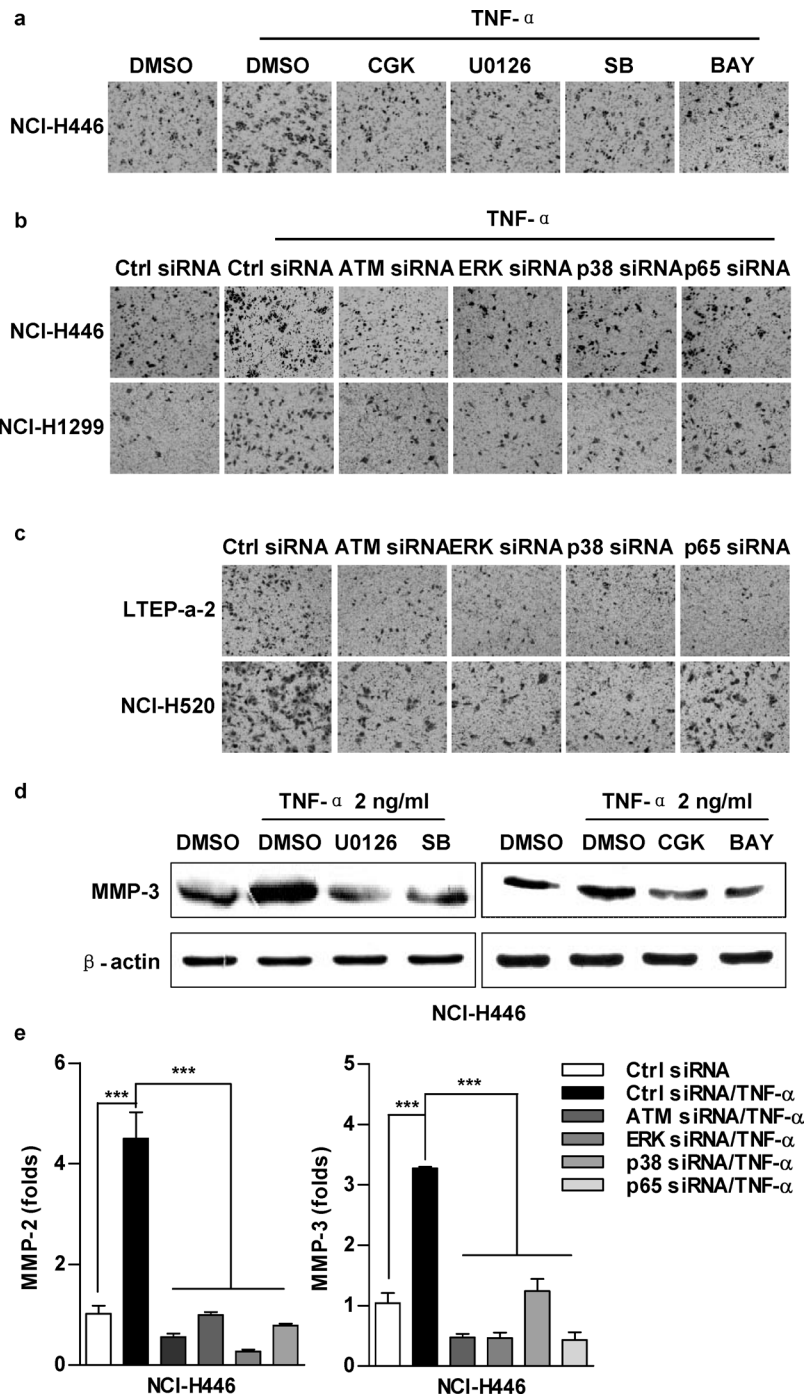 a
TNF-α
DMSO DMSO CGK U0126 SB BAY
NCI-H446
b
TNF-α
Ctrl siRNA Ctrl siRNA ATM siRNA ERK siRNA p38 siRNA p65 siRNA
NCI-H446
NCI-H1299
c
Ctrl siRNA ATM siRNA ERK siRNA p38 siRNA p65 siRNA
LTEP-a-2
NCI-H520
d
TNF-α 2 ng/ml TNF-α 2 ng/ml
DMSO DMSO U0126 SB DMSO DMSO CGK BAY
MMP-3
β-actin
NCI-H446
e
MMP-2 (folds)
6
4
2
0
***
***
NCI-H446
MMP-3 (folds)
5
4
3
2
1
0
***
***
NCI-H446
Ctrl siRNA
Ctrl siRNA/TNF-α
ATM siRNA/TNF-α
ERK siRNA/TNF-α
p38 siRNA/TNF-α
p65 siRNA/TNF-α